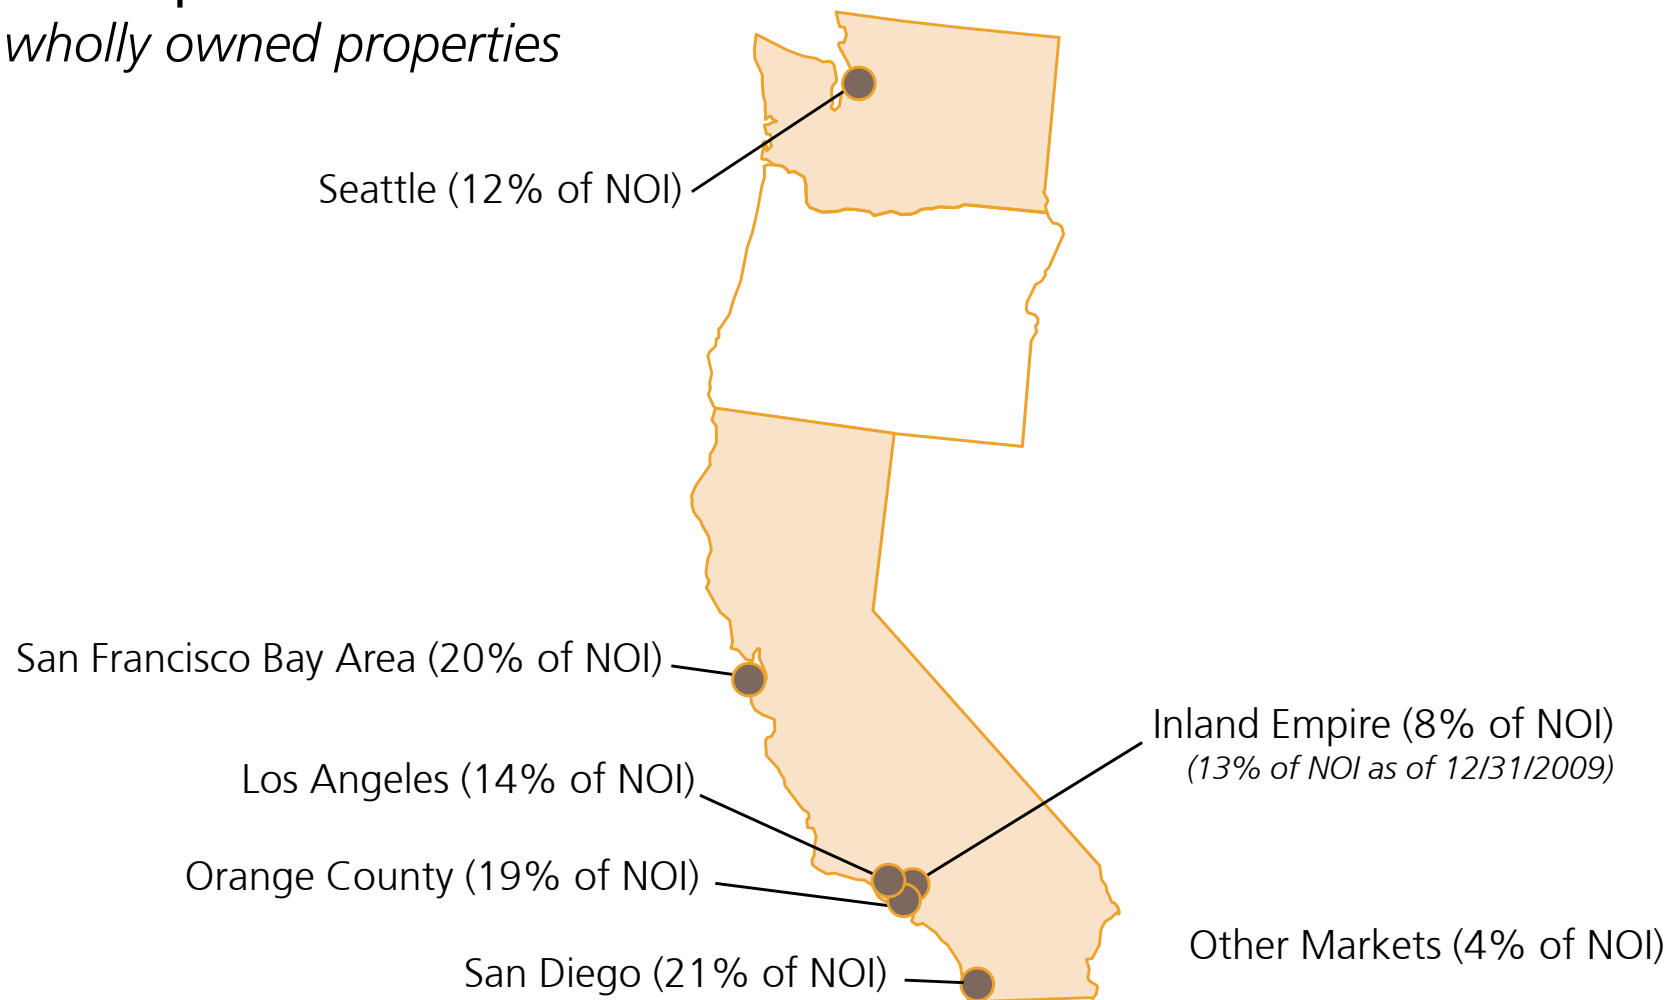 wholly owned properties
Seattle (12% of NOI)
San Francisco Bay Area (20% of NOI)
Inland Empire (8% of NOI)
(13% of NOI as of 12/31/2009)
Los Angeles (14% of NOI)
Orange County (19% of NOI)
Other Markets (4% of NOI)
San Diego (21% of NOI)